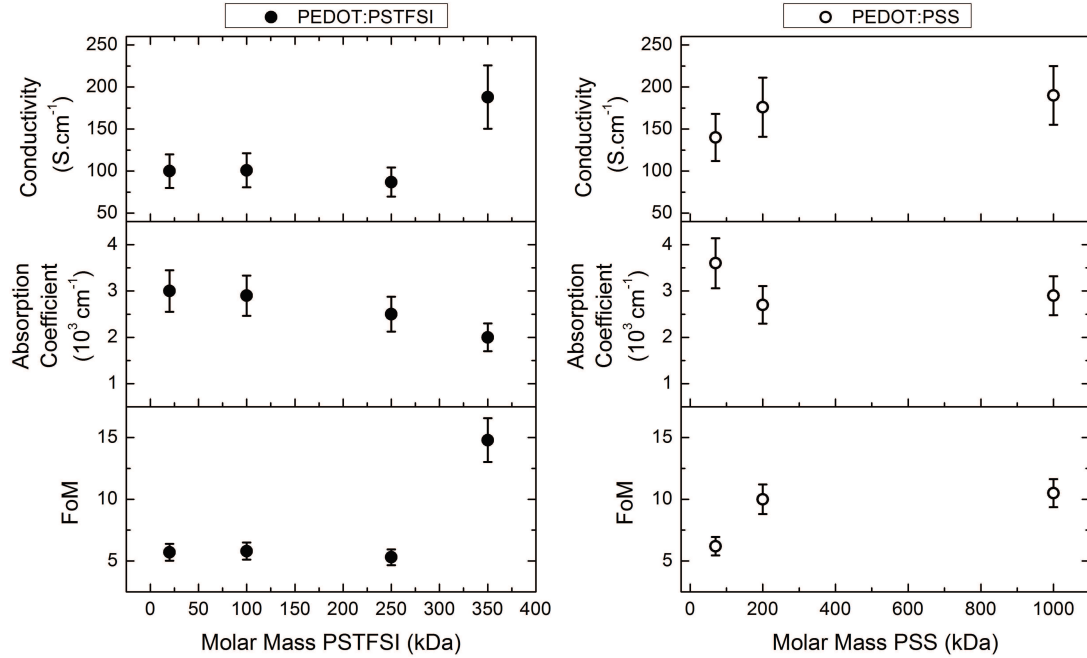 PEDOT:PSTFSI
PEDOT:PSS
Conductivity
(S.cm⁻¹)
250
200
150
100
50
Absorption
Coefficient
(10³ cm⁻¹)
4
3
2
1
FoM
15
10
5
0 50 100 150 200 250 300 350 400
Molar Mass PSTFSI (kDa)
Conductivity
(S.cm⁻¹)
250
200
150
100
50
Absorption
Coefficient
(10³ cm⁻¹)
4
3
2
1
FoM
15
10
5
0 200 400 600 800 1000
Molar Mass PSS (kDa)